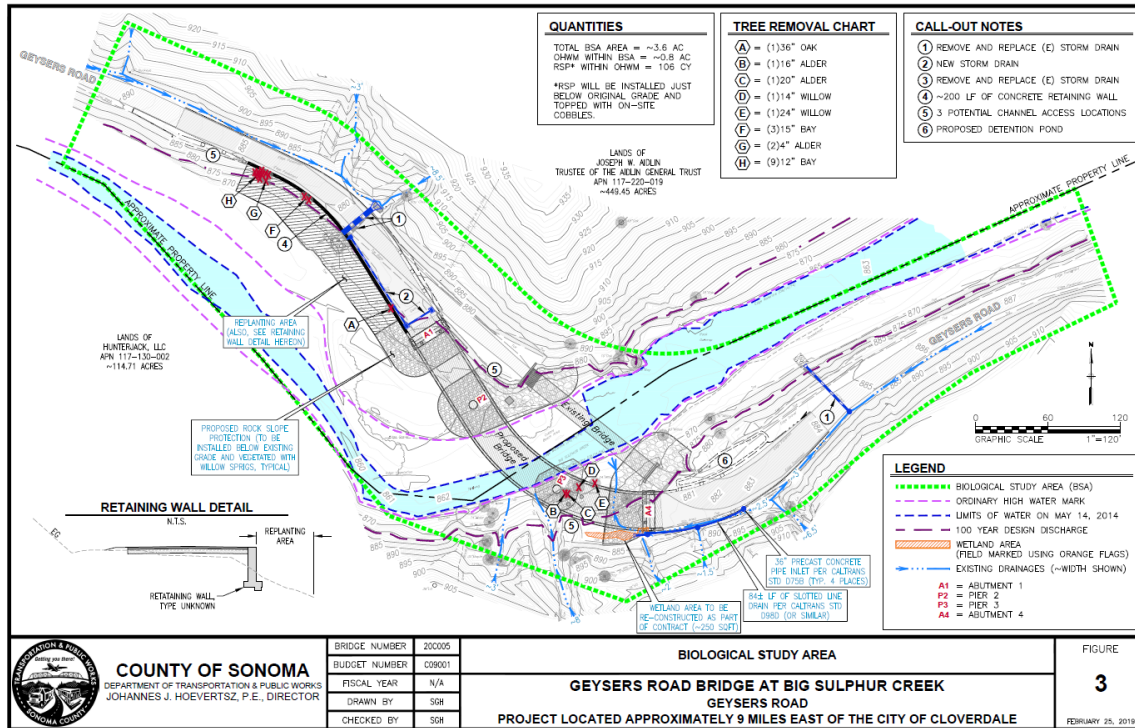 QUANTITIES
TOTAL BSA AREA = ~3.6 AC
OHWM WITHIN BSA = ~0.8 AC
RSP* WITHIN OHWM = 106 CY
*RSP WILL BE INSTALLED JUST
BELOW ORIGINAL GRADE AND
TOPPED WITH ON-SITE
COBBLES.
TREE REMOVAL CHART
A = (1)36" OAK
B = (1)16" ALDER
C = (1)20" ALDER
D = (1)14" WILLOW
E = (1)24" WILLOW
F = (3)15" BAY
G = (2)4" ALDER
H = (9)12" BAY
CALL-OUT NOTES
1 REMOVE AND REPLACE (E) STORM DRAIN
2 NEW STORM DRAIN
3 REMOVE AND REPLACE (E) STORM DRAIN
4 ~200 LF OF CONCRETE RETAINING WALL
5 3 POTENTIAL CHANNEL ACCESS LOCATIONS
6 PROPOSED DETENTION POND
GEYSERS ROAD
LANDS OF
JOSEPH W. AIDLIN
TRUSTEE OF THE AIDLIN GENERAL TRUST
APN 117-220-019
~449.45 ACRES
APPROXIMATE PROPERTY LINE
APPROXIMATE PROPERTY LINE
LANDS OF
HUNTERJACK, LLC
APN 117-130-002
~114.71 ACRES
REPLANTING AREA
(ALSO, SEE RETAINING
WALL DETAIL HEREON)
PROPOSED ROCK SLOPE
PROTECTION (TO BE
INSTALLED BELOW EXISTING
GRADE AND VEGETATED WITH
WILLOW SPRIGS, TYPICAL)
Existing Bridge
Proposed
Bridge
GEYSERS ROAD
A1
P2
P3
A4
N
0 60 120
GRAPHIC SCALE 1"=120'
36" PRECAST CONCRETE
PIPE INLET PER CALTRANS
STD D75B (TYP. 4 PLACES)
84± LF OF SLOTTED LINE
DRAIN PER CALTRANS STD
D98D (OR SIMILAR)
WETLAND AREA TO BE
RE-CONSTRUCTED AS PART
OF CONTRACT (~250 SQFT)
RETAINING WALL DETAIL
N.T.S.
REPLANTING
AREA
EG
RETATAINING WALL,
TYPE UNKNOWN
LEGEND
BIOLOGICAL STUDY AREA (BSA)
ORDINARY HIGH WATER MARK
LIMITS OF WATER ON MAY 14, 2014
100 YEAR DESIGN DISCHARGE
WETLAND AREA
(FIELD MARKED USING ORANGE FLAGS)
EXISTING DRAINAGES (~WIDTH SHOWN)
A1 = ABUTMENT 1
P2 = PIER 2
P3 = PIER 3
A4 = ABUTMENT 4
TRANSPORTATION & PUBLIC WORKS
Getting you there!
SONOMA COUNTY
COUNTY OF SONOMA
DEPARTMENT OF TRANSPORTATION & PUBLIC WORKS
JOHANNES J. HOEVERTSZ, P.E., DIRECTOR
BRIDGE NUMBER 20C005
BUDGET NUMBER C09001
FISCAL YEAR N/A
DRAWN BY SGH
CHECKED BY SGH
BIOLOGICAL STUDY AREA
GEYSERS ROAD BRIDGE AT BIG SULPHUR CREEK
GEYSERS ROAD
PROJECT LOCATED APPROXIMATELY 9 MILES EAST OF THE CITY OF CLOVERDALE
FIGURE
3
FEBRUARY 25, 2019